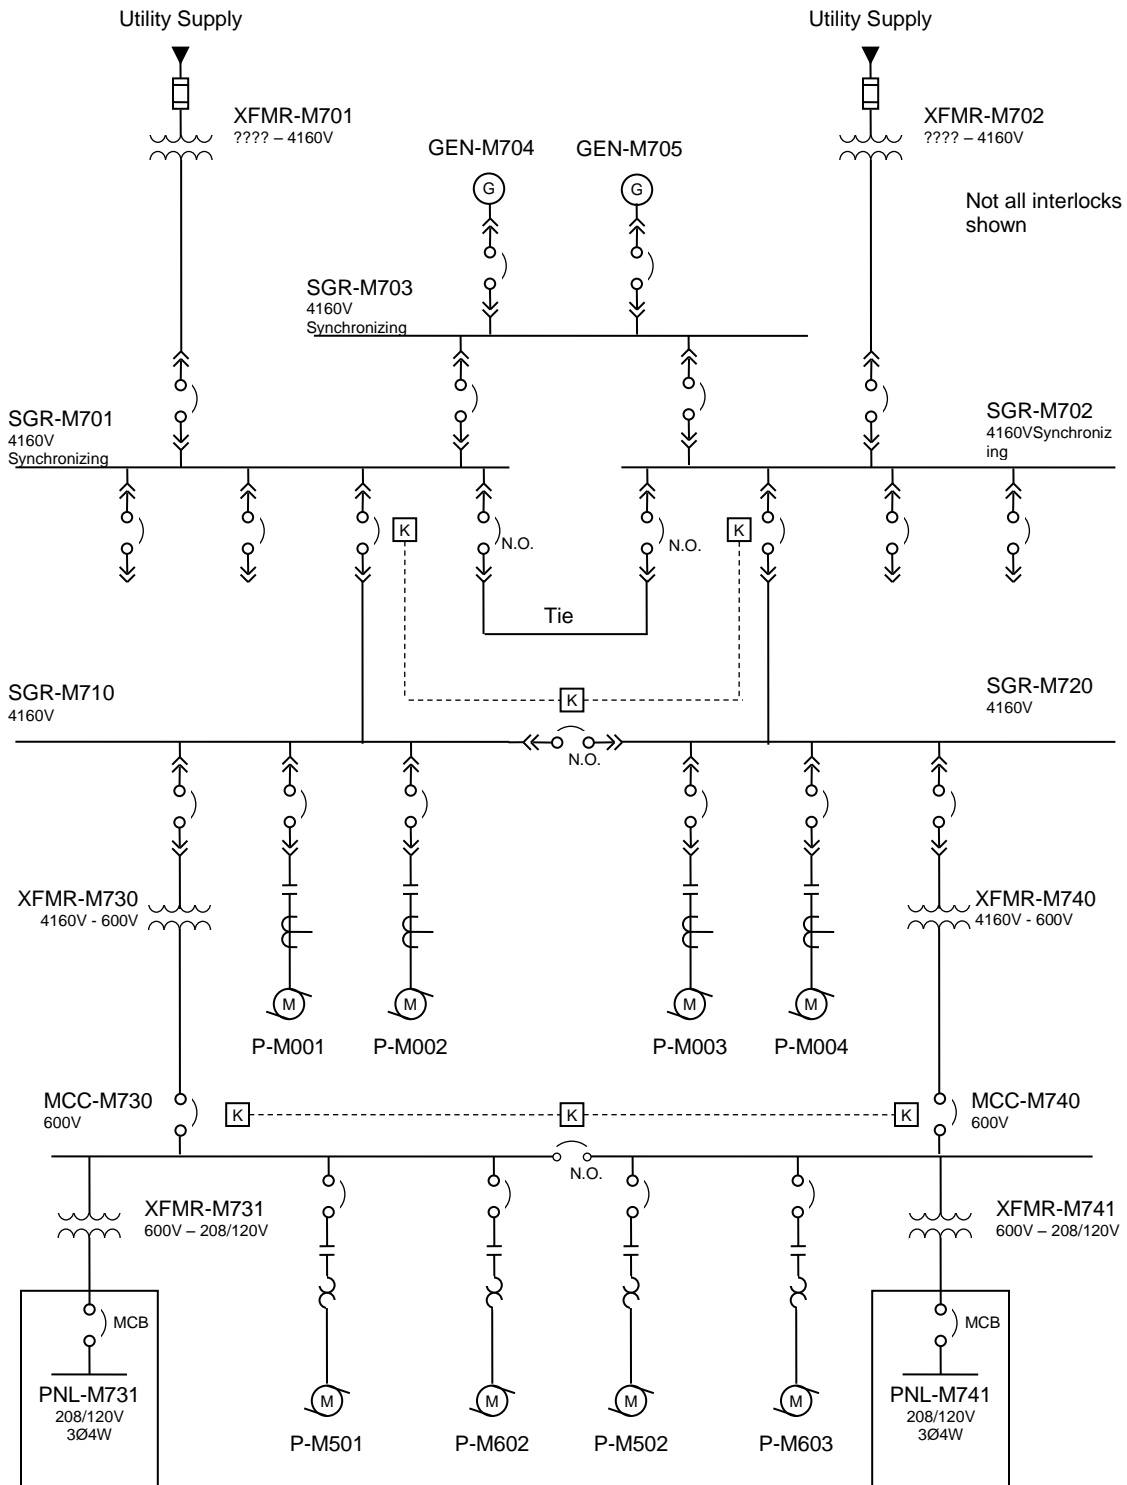 Utility Supply
Utility Supply
XFMR-M701
???? – 4160V
XFMR-M702
???? – 4160V
GEN-M704
GEN-M705
G
G
Not all interlocks
shown
SGR-M703
4160V
Synchronizing
SGR-M701
4160V
Synchronizing
SGR-M702
4160VSynchroniz
ing
K
K
N.O.
N.O.
Tie
SGR-M710
4160V
K
SGR-M720
4160V
N.O.
XFMR-M730
4160V - 600V
XFMR-M740
4160V - 600V
M
M
M
M
P-M001
P-M002
P-M003
P-M004
MCC-M730
600V
K
K
K
MCC-M740
600V
N.O.
XFMR-M731
600V – 208/120V
XFMR-M741
600V – 208/120V
MCB
MCB
PNL-M731
208/120V
3Ø4W
PNL-M741
208/120V
3Ø4W
M
M
M
M
P-M501
P-M602
P-M502
P-M603